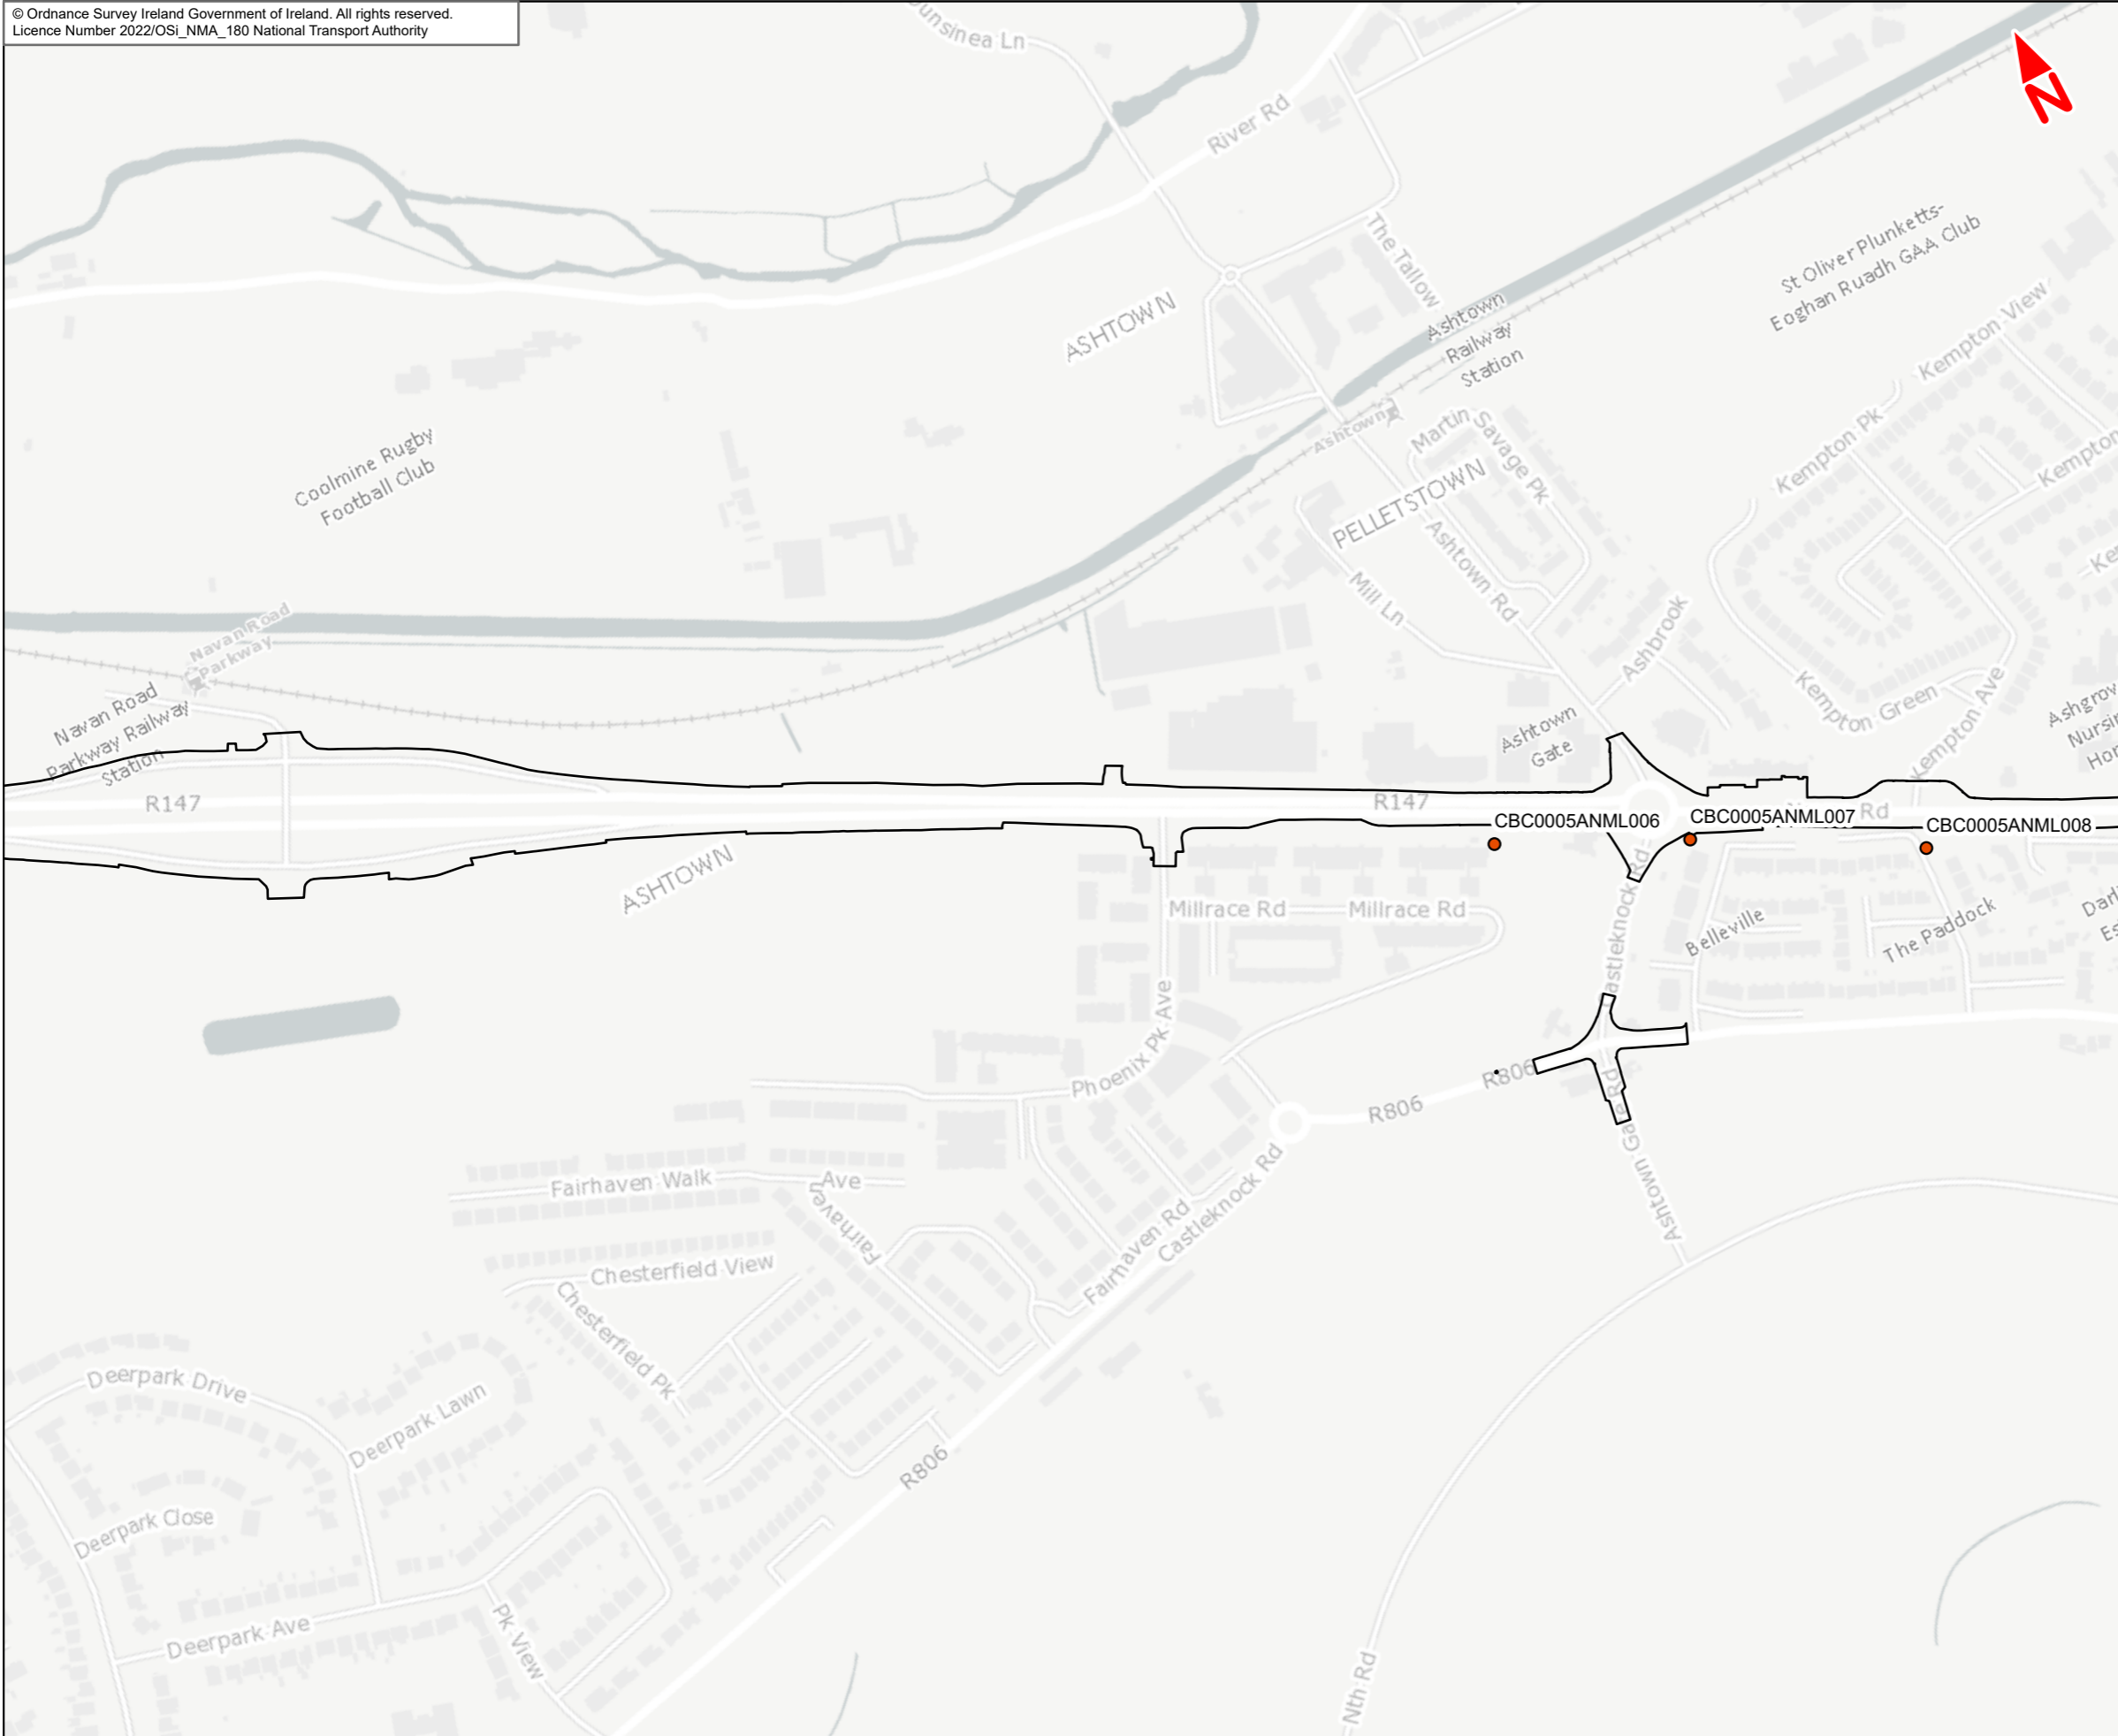 © Ordnance Survey Ireland Government of Ireland. All rights reserved.
Licence Number 2022/OSi_NMA_180 National Transport Authority
N
Dunsinea Ln
River Rd
The Tallow
ASHTOWN
Ashtown
Railway
Station
St Oliver Plunketts-
Eoghan Ruadh GAA Club
Kempton View
Coolmine Rugby
Football Club
Ashtown
Martin
Savage Pk
Kempton Pk
Kempton
PELLETSTOWN
Ashtown Rd
Mill Ln
Ashbrook
Navan Road
Parkway
Navan Road
Parkway Railway
Station
Kempton Green
Kempton Ave
Ashgrov
Nursin
Hom
Ashtown
Gate
R147
R147
Rd
CBC0005ANML006
CBC0005ANML007
CBC0005ANML008
ASHTOWN
Millrace Rd
Millrace Rd
Castleknock Rd
Belleville
The Paddock
Phoenix Pk Ave
R806
R806
Ashtown Gate Rd
Fairhaven Walk
Ave
Fairhaven
Fairhaven Rd
Castleknock Rd
Chesterfield View
Chesterfield Pk
Deerpark Drive
Deerpark Lawn
R806
Deerpark Close
Deerpark Ave
Pk View
Nth Rd